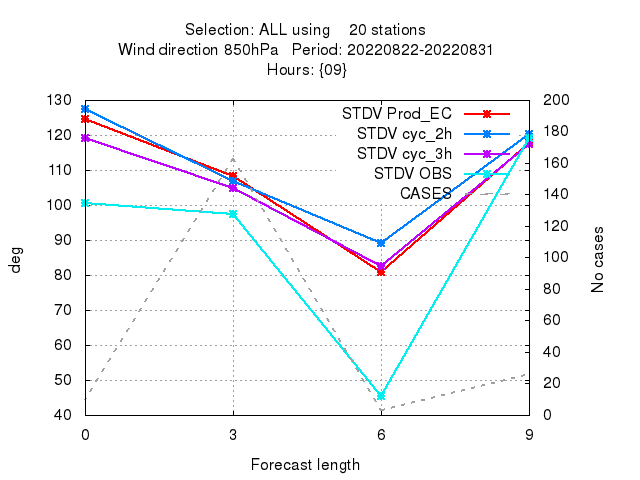 Selection: ALL using 20 stations
Wind direction 850hPa Period: 20220822-20220831
Hours: {09}
STDV Prod_EC
STDV cyc_2h
STDV cyc_3h
STDV OBS
CASES
130
120
110
100
90
80
70
60
50
40
deg
200
180
160
140
120
100
80
60
40
20
0
No cases
0 3 6 9
Forecast length